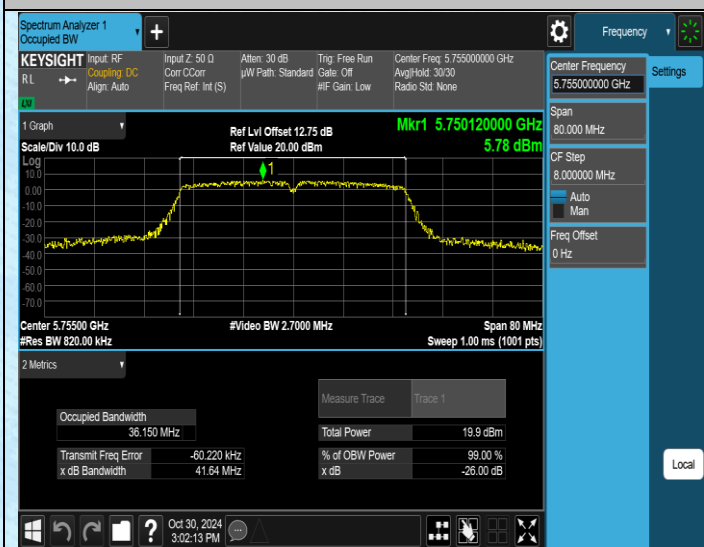 Spectrum Analyzer 1
Occupied BW
Frequency
KEYSIGHT
R L
LXI
Input: RF
Coupling: DC
Align: Auto
Input Z: 50 Ω
Corr CCorr
Freq Ref: Int (S)
Atten: 30 dB
µW Path: Standard
Trig: Free Run
Gate: Off
#IF Gain: Low
Center Freq: 5.755000000 GHz
Avg|Hold: 30/30
Radio Std: None
Center Frequency
5.755000000 GHz
Settings
Span
80.000 MHz
CF Step
8.000000 MHz
Auto
Man
Freq Offset
0 Hz
1 Graph
Scale/Div 10.0 dB
Ref Lvl Offset 12.75 dB
Ref Value 20.00 dBm
Mkr1 5.750120000 GHz
5.78 dBm
Log
10.0
0.00
-10.0
-20.0
-30.0
-40.0
-50.0
-60.0
-70.0
1
Center 5.75500 GHz
#Res BW 820.00 kHz
#Video BW 2.7000 MHz
Span 80 MHz
Sweep 1.00 ms (1001 pts)
2 Metrics
Measure Trace Trace 1
Occupied Bandwidth
36.150 MHz
Total Power 19.9 dBm
Transmit Freq Error -60.220 kHz
% of OBW Power 99.00 %
x dB Bandwidth 41.64 MHz
x dB -26.00 dB
Local
?
Oct 30, 2024
3:02:13 PM